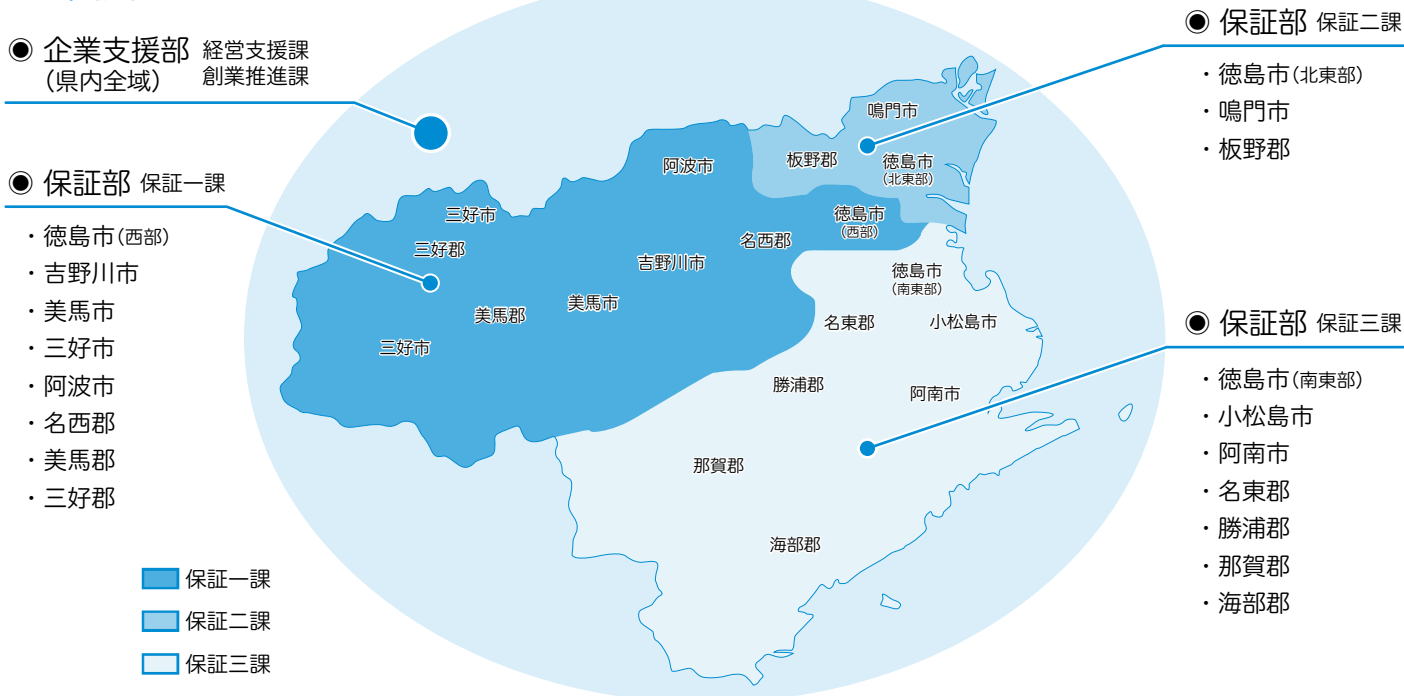 ◉ 企業支援部 経営支援課
(県内全域) 創業推進課
◉ 保証部 保証一課
・徳島市(西部)
・吉野川市
・美馬市
・三好市
・阿波市
・名西郡
・美馬郡
・三好郡
◉ 保証部 保証二課
・徳島市(北東部)
・鳴門市
・板野郡
◉ 保証部 保証三課
・徳島市(南東部)
・小松島市
・阿南市
・名東郡
・勝浦郡
・那賀郡
・海部郡
鳴門市
板野郡
徳島市
(北東部)
阿波市
三好市
三好郡
徳島市
(西部)
名西郡
吉野川市
美馬市
美馬郡
三好市
徳島市
(南東部)
名東郡
小松島市
勝浦郡
阿南市
那賀郡
海部郡
保証一課
保証二課
保証三課